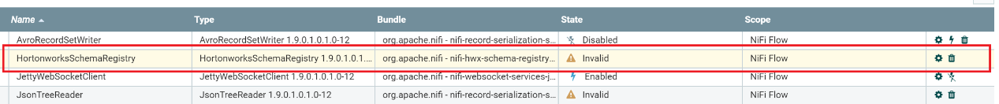 Name Type Bundle State Scope
AvroRecordSetWriter AvroRecordSetWriter 1.9.0.1.0.1.0-12 org.apache.nifi - nifi-record-serialization-s... Disabled NiFi Flow
HortonworksSchemaRegistry HortonworksSchemaRegistry 1.9.0.1.0.1.... org.apache.nifi - nifi-hwx-schema-registry... Invalid NiFi Flow
JettyWebSocketClient JettyWebSocketClient 1.9.0.1.0.1.0-12 org.apache.nifi - nifi-websocket-services-j... Enabled NiFi Flow
JsonTreeReader JsonTreeReader 1.9.0.1.0.1.0-12 org.apache.nifi - nifi-record-serialization-s... Invalid NiFi Flow